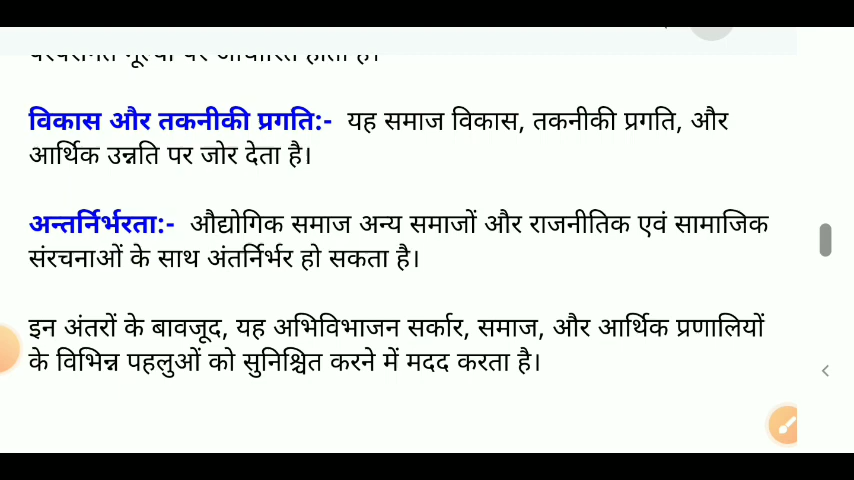 विकास और तकनीकी प्रगति:- यह समाज विकास, तकनीकी प्रगति, और
आर्थिक उन्नति पर जोर देता है।
अन्तर्निर्भरता:- औद्योगिक समाज अन्य समाजों और राजनीतिक एवं सामाजिक
संरचनाओं के साथ अंतर्निर्भर हो सकता है।
इन अंतरों के बावजूद, यह अभिविभाजन सर्कार, समाज, और आर्थिक प्रणालियों
के विभिन्न पहलुओं को सुनिश्चित करने में मदद करता है।